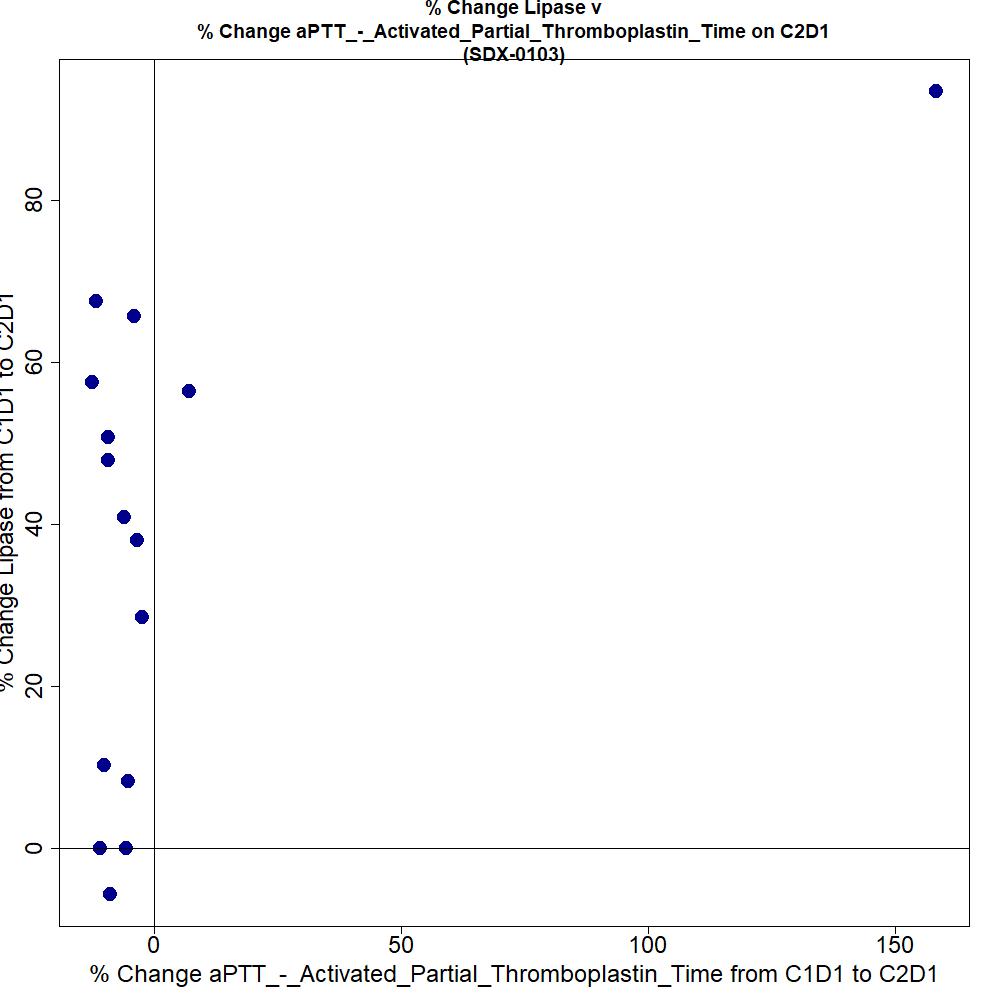 % Change Lipase v
% Change aPTT_-_Activated_Partial_Thromboplastin_Time on C2D1
(SDX-0103)
% Change Lipase from C1D1 to C2D1
80
60
40
20
0
0 50 100 150
% Change aPTT_-_Activated_Partial_Thromboplastin_Time from C1D1 to C2D1